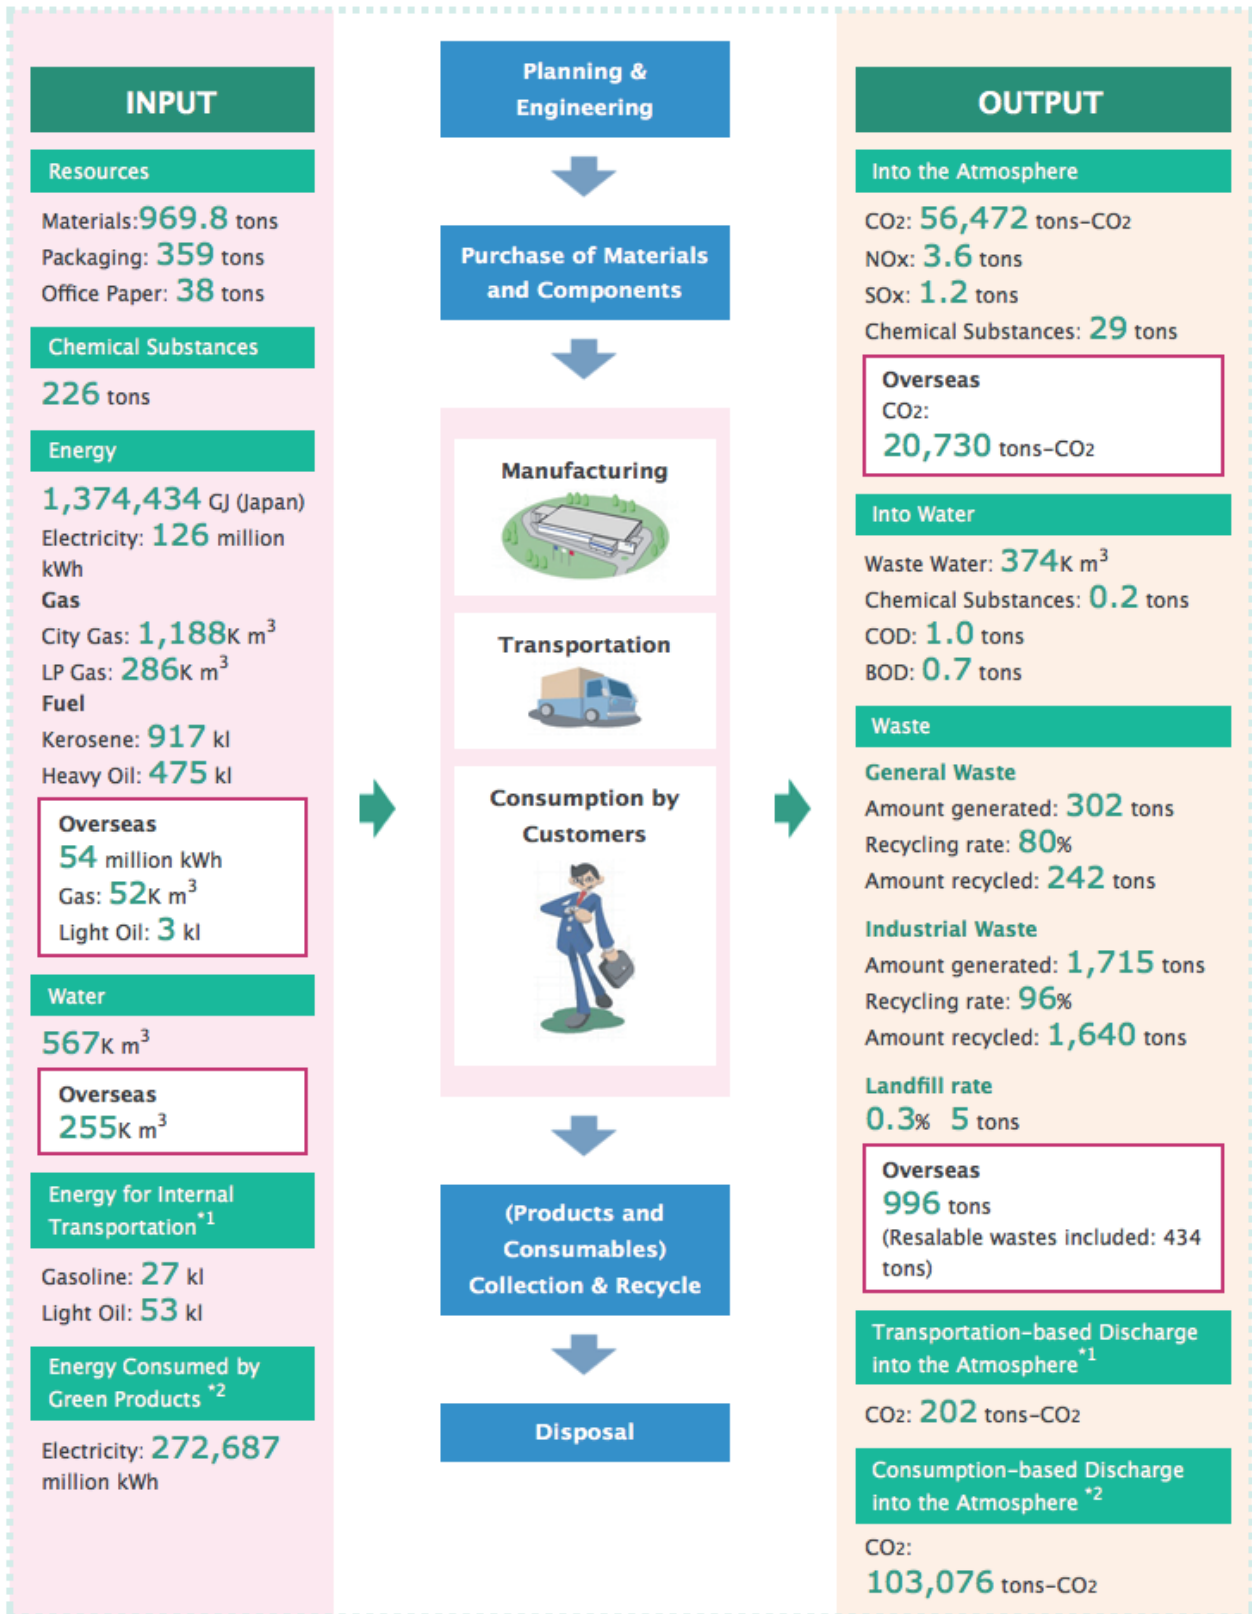 INPUT
Resources
Materials:969.8 tons
Packaging: 359 tons
Office Paper: 38 tons
Chemical Substances
226 tons
Energy
1,374,434 GJ (Japan)
Electricity: 126 million
kWh
Gas
City Gas: 1,188K m³
LP Gas: 286K m³
Fuel
Kerosene: 917 kl
Heavy Oil: 475 kl
Overseas
54 million kWh
Gas: 52K m³
Light Oil: 3 kl
Water
567K m³
Overseas
255K m³
Energy for Internal
Transportation*1
Gasoline: 27 kl
Light Oil: 53 kl
Energy Consumed by
Green Products *2
Electricity: 272,687
million kWh
Planning &
Engineering
Purchase of Materials
and Components
Manufacturing
Transportation
Consumption by
Customers
(Products and
Consumables)
Collection & Recycle
Disposal
OUTPUT
Into the Atmosphere
CO2: 56,472 tons-CO2
NOx: 3.6 tons
SOx: 1.2 tons
Chemical Substances: 29 tons
Overseas
CO2:
20,730 tons-CO2
Into Water
Waste Water: 374K m³
Chemical Substances: 0.2 tons
COD: 1.0 tons
BOD: 0.7 tons
Waste
General Waste
Amount generated: 302 tons
Recycling rate: 80%
Amount recycled: 242 tons
Industrial Waste
Amount generated: 1,715 tons
Recycling rate: 96%
Amount recycled: 1,640 tons
Landfill rate
0.3% 5 tons
Overseas
996 tons
(Resalable wastes included: 434
tons)
Transportation-based Discharge
into the Atmosphere*1
CO2: 202 tons-CO2
Consumption-based Discharge
into the Atmosphere *2
CO2:
103,076 tons-CO2